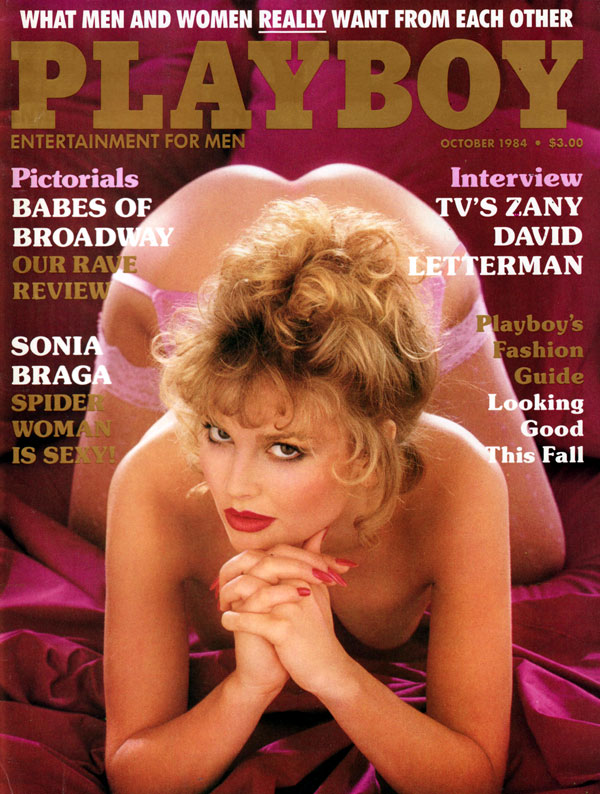 WHAT MEN AND WOMEN REALLY WANT FROM EACH OTHER
PLAYBOY
ENTERTAINMENT FOR MEN
OCTOBER 1984 • $3.00
Pictorials
BABES OF
BROADWAY
OUR RAVE
REVIEW
SONIA
BRAGA
SPIDER
WOMAN
IS SEXY!
Interview
TV'S ZANY
DAVID
LETTERMAN
Playboy's
Fashion
Guide
Looking
Good
This Fall